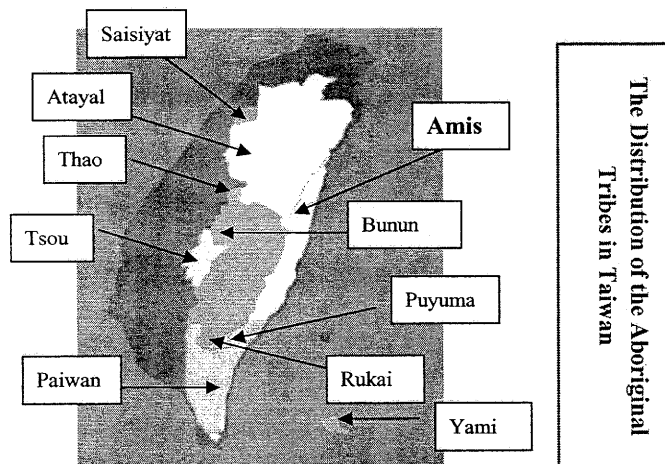 Saisiyat
Atayal
Amis
Thao
Bunun
Tsou
Puyuma
Paiwan
Rukai
Yami
The Distribution of the Aboriginal
Tribes in Taiwan